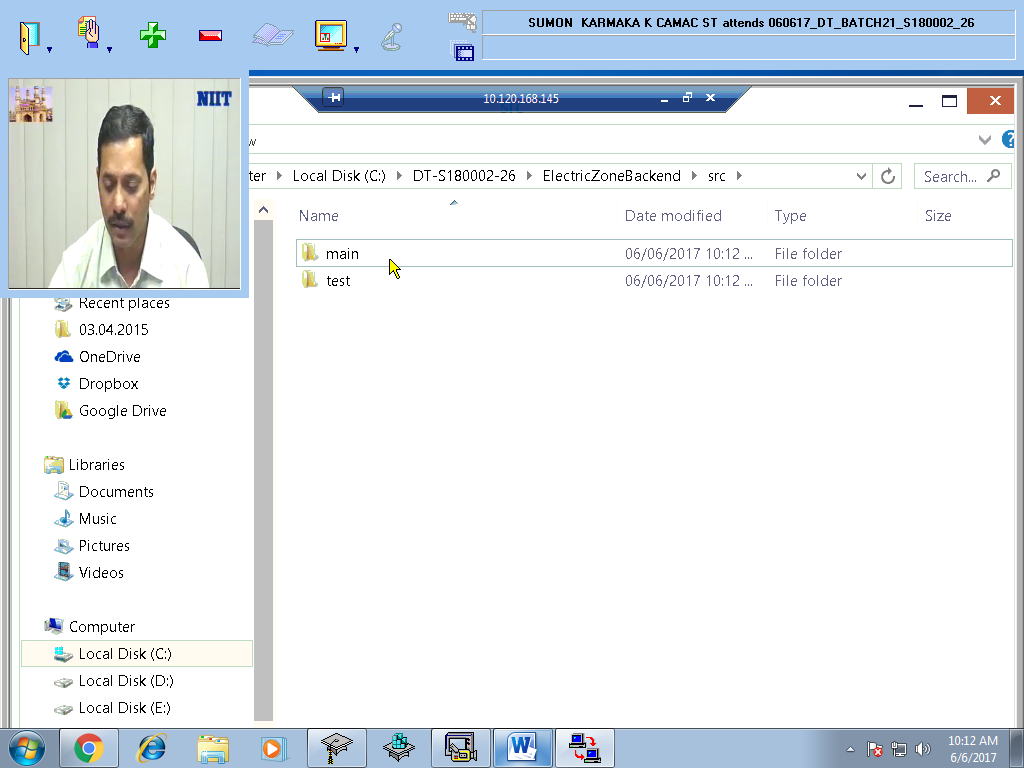 SUMON KARMAKA K CAMAC ST attends 060617_DT_BATCH21_S180002_26
NIIT
10.120.168.145
w
ter Local Disk (C:) DT-S180002-26 ElectricZoneBackend src
Search...
Name Date modified Type Size
main 06/06/2017 10:12 ... File folder
test 06/06/2017 10:12 ... File folder
Recent places
03.04.2015
OneDrive
Dropbox
Google Drive
Libraries
Documents
Music
Pictures
Videos
Computer
Local Disk (C:)
Local Disk (D:)
Local Disk (E:)
10:12 AM
6/6/2017